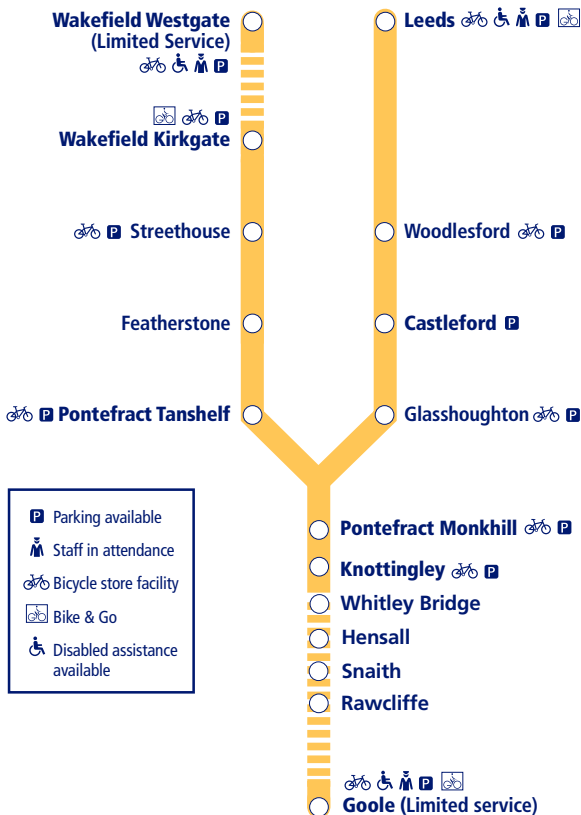 Wakefield Westgate
(Limited Service)
P
Leeds P
P
Wakefield Kirkgate
P Streethouse
Woodlesford P
Featherstone
Castleford P
P Pontefract Tanshelf
Glasshoughton P
P Parking available
Staff in attendance
Bicycle store facility
Bike & Go
Disabled assistance
available
Pontefract Monkhill P
Knottingley P
Whitley Bridge
Hensall
Snaith
Rawcliffe
P
Goole (Limited service)